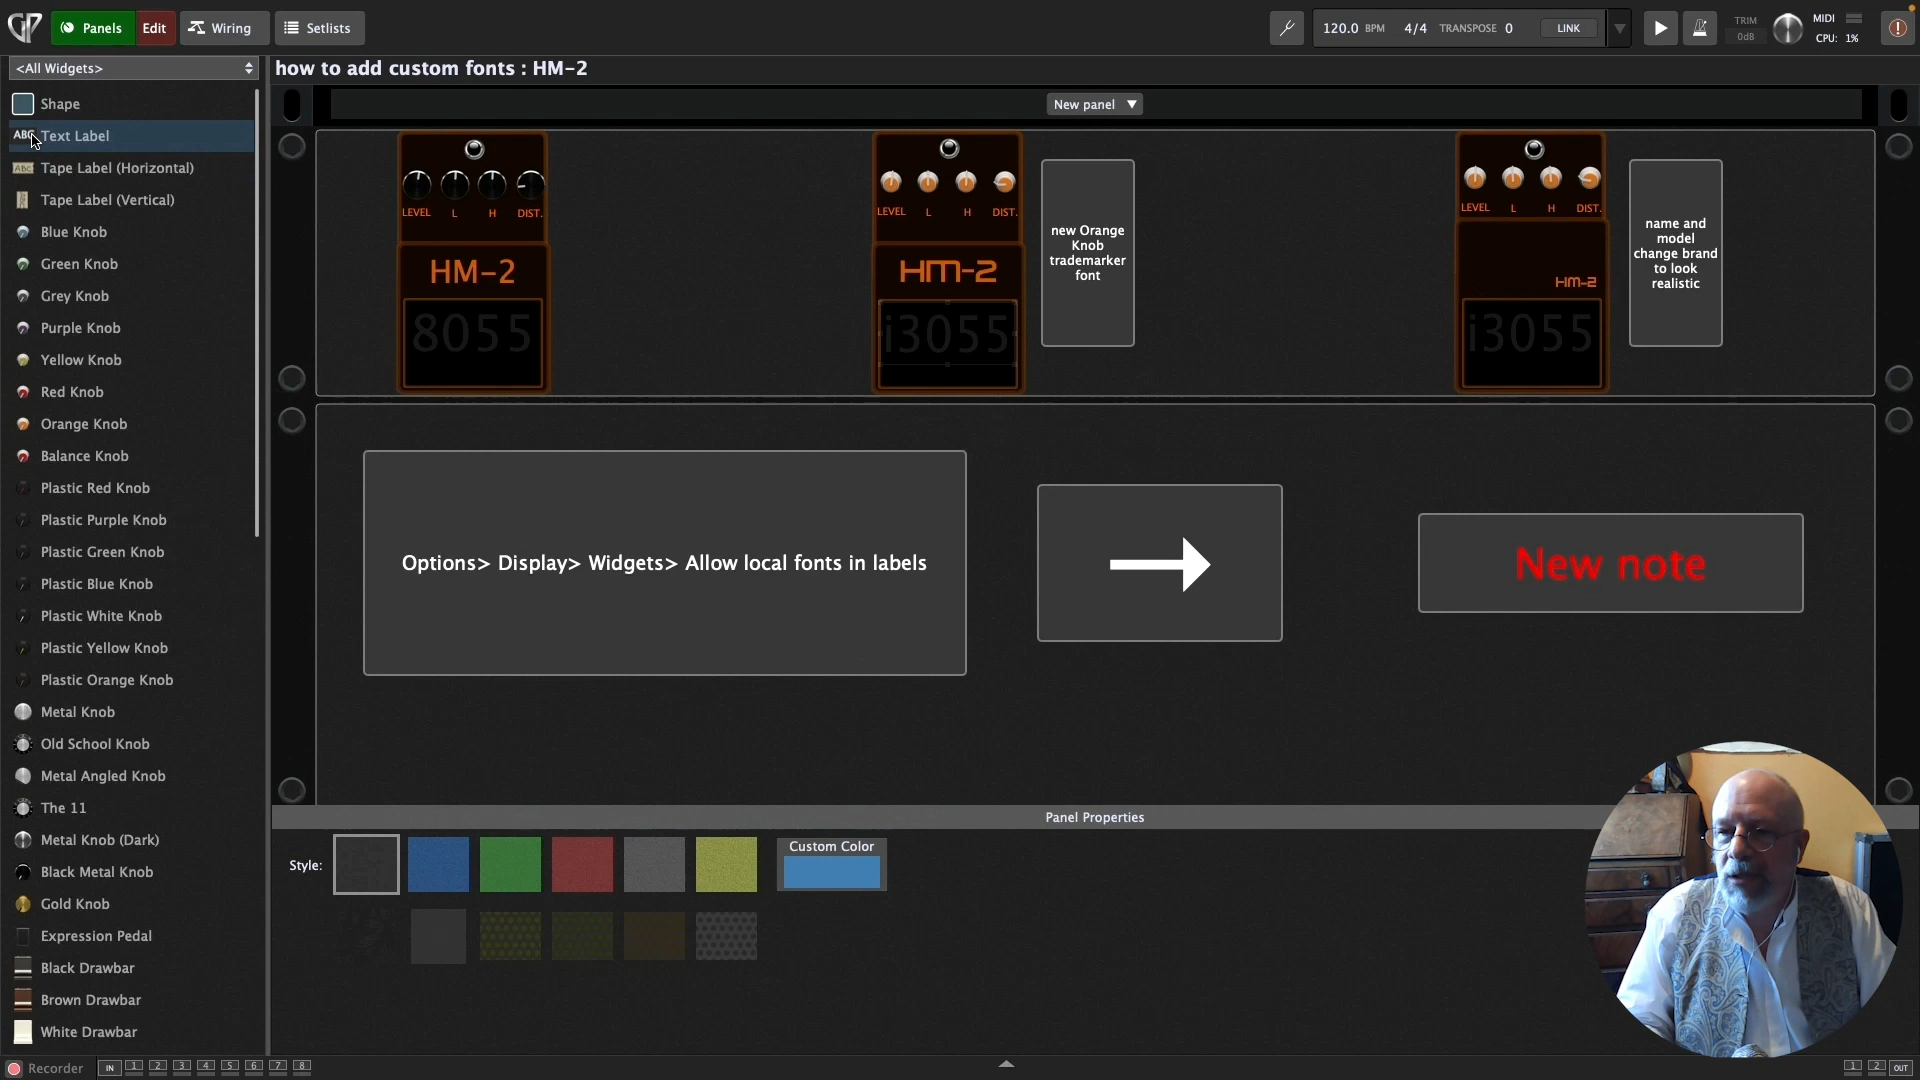 Panels
Edit
Wiring
Setlists
120.0 BPM 4/4 TRANSPOSE 0
LINK
TRIM
0dB
MIDI
CPU: 1%
<All Widgets>
how to add custom fonts : HM-2
New panel
Shape
ABC Text Label
Tape Label (Horizontal)
Tape Label (Vertical)
Blue Knob
Green Knob
Grey Knob
Purple Knob
Yellow Knob
Red Knob
Orange Knob
Balance Knob
Plastic Red Knob
Plastic Purple Knob
Plastic Green Knob
Plastic Blue Knob
Plastic White Knob
Plastic Yellow Knob
Plastic Orange Knob
Metal Knob
Old School Knob
Metal Angled Knob
The 11
Metal Knob (Dark)
Black Metal Knob
Gold Knob
Expression Pedal
Black Drawbar
Brown Drawbar
White Drawbar
LEVEL L H DIST.
HM-2
8055
LEVEL L H DIST.
HM-2
i3055
new Orange
Knob
trademarker
font
LEVEL L H DIST.
HM-2
i3055
name and
model
change brand
to look
realistic
Options> Display> Widgets> Allow local fonts in labels
New note
Panel Properties
Style:
Custom Color
Recorder
IN 1 2 3 4 5 6 7 8
1 2 OUT